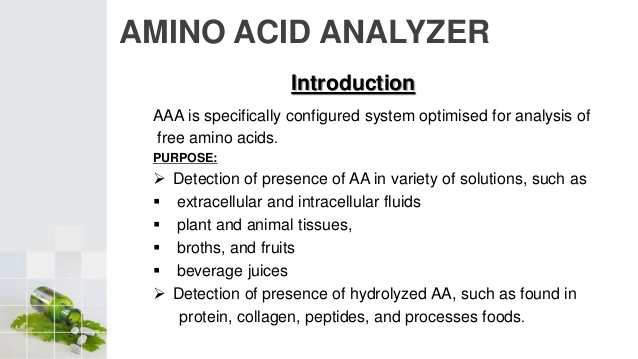 AMINO ACID ANALYZER
Introduction
AAA is specifically configured system optimised for analysis of
free amino acids.
PURPOSE:
➢ Detection of presence of AA in variety of solutions, such as
▪ extracellular and intracellular fluids
▪ plant and animal tissues,
▪ broths, and fruits
▪ beverage juices
➢ Detection of presence of hydrolyzed AA, such as found in
protein, collagen, peptides, and processes foods.